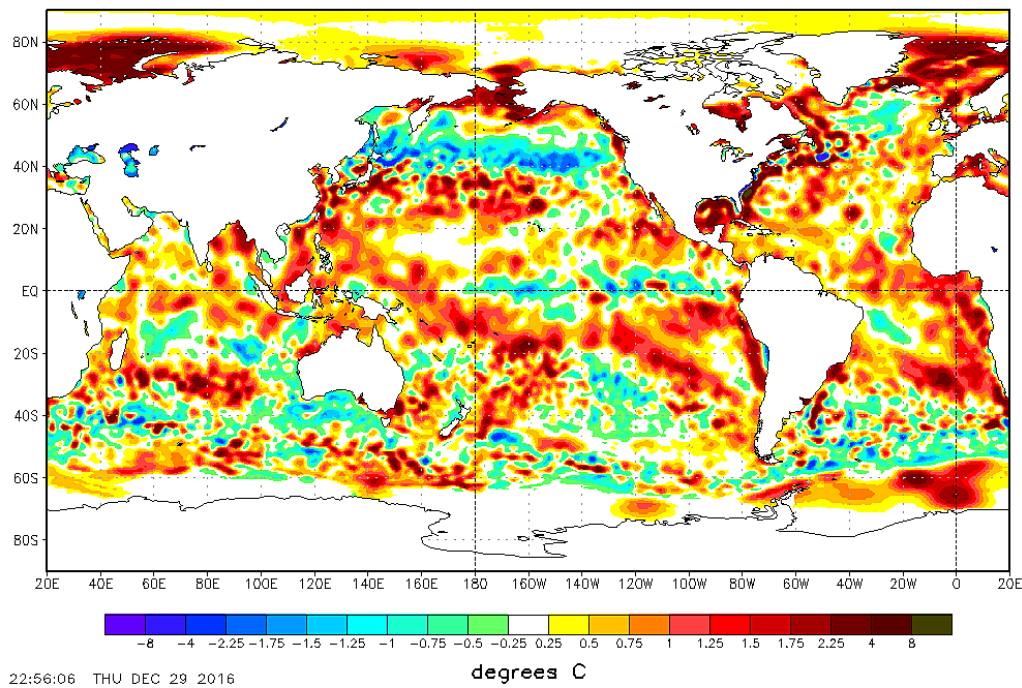 80N
60N
40N
20N
EQ
20S
40S
60S
80S
20E 40E 60E 80E 100E 120E 140E 160E 180 160W 140W 120W 100W 80W 60W 40W 20W 0 20E
-8 -4 -2.25 -1.75 -1.5 -1.25 -1 -0.75 -0.5 -0.25 0.25 0.5 0.75 1 1.25 1.5 1.75 2.25 4 8
degrees C
22:56:06 THU DEC 29 2016